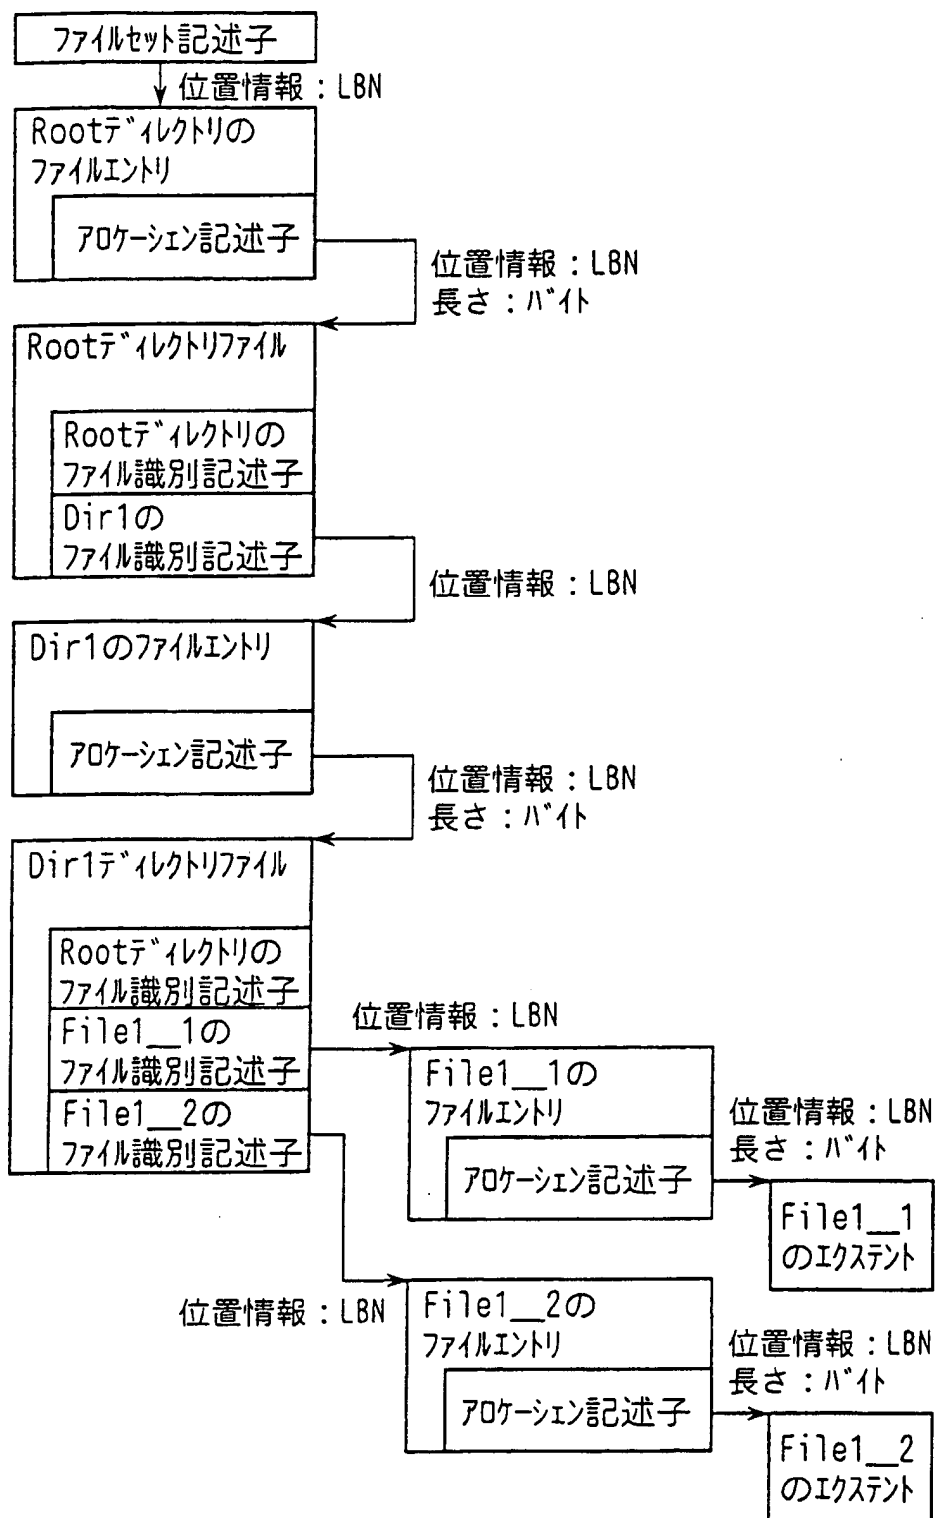 ファイルセット記述子
位置情報：LBN
Rootディレクトリの
ファイルエントリ
アロケーシェン記述子
位置情報：LBN
長さ：バイト
Rootディレクトリファイル
Rootディレクトリの
ファイル識別記述子
Dir1の
ファイル識別記述子
位置情報：LBN
Dir1のファイルエントリ
アロケーシェン記述子
位置情報：LBN
長さ：バイト
Dir1ディレクトリファイル
Rootディレクトリの
ファイル識別記述子
File1__1の
ファイル識別記述子
File1__2の
ファイル識別記述子
位置情報：LBN
File1__1の
ファイルエントリ
アロケーシェン記述子
位置情報：LBN
長さ：バイト
File1__1
のエクステント
位置情報：LBN
File1__2の
ファイルエントリ
アロケーシェン記述子
位置情報：LBN
長さ：バイト
File1__2
のエクステント